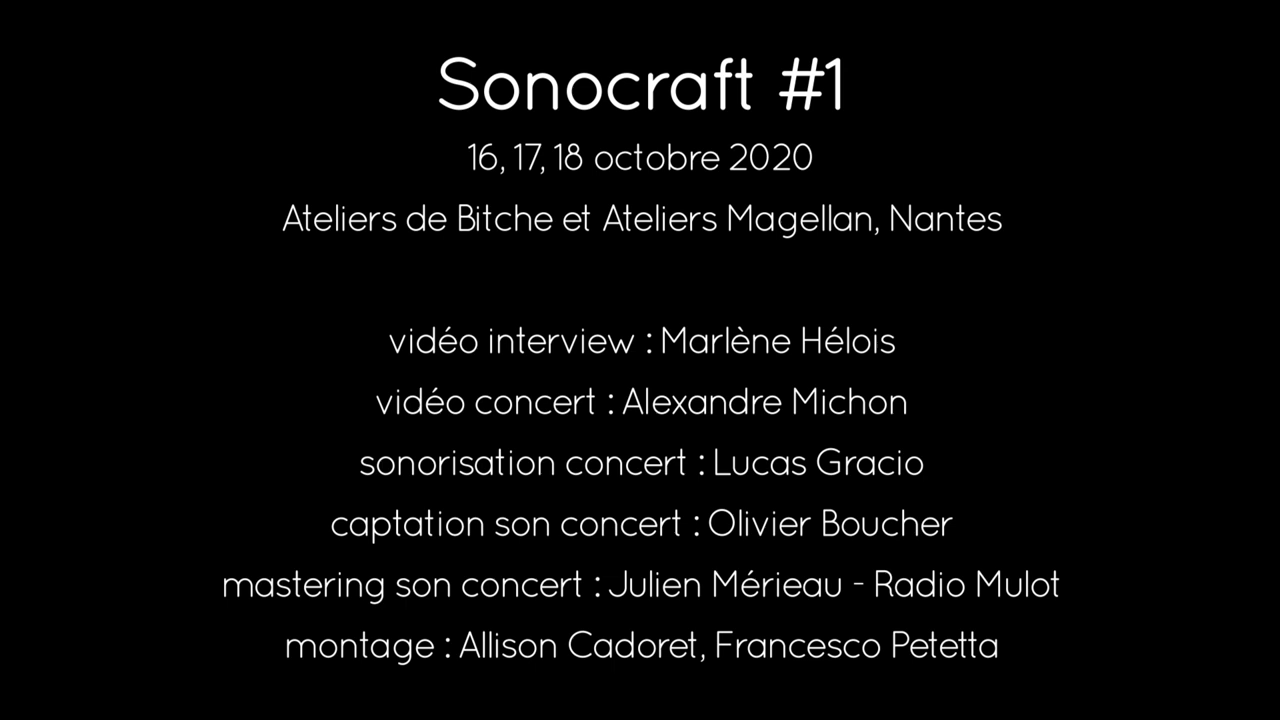 Sonocraft #1
16, 17, 18 octobre 2020
Ateliers de Bitche et Ateliers Magellan, Nantes
vidéo interview : Marlène Hélois
vidéo concert : Alexandre Michon
sonorisation concert : Lucas Gracio
captation son concert : Olivier Boucher
mastering son concert : Julien Mérieau - Radio Mulot
montage : Allison Cadoret, Francesco Petetta